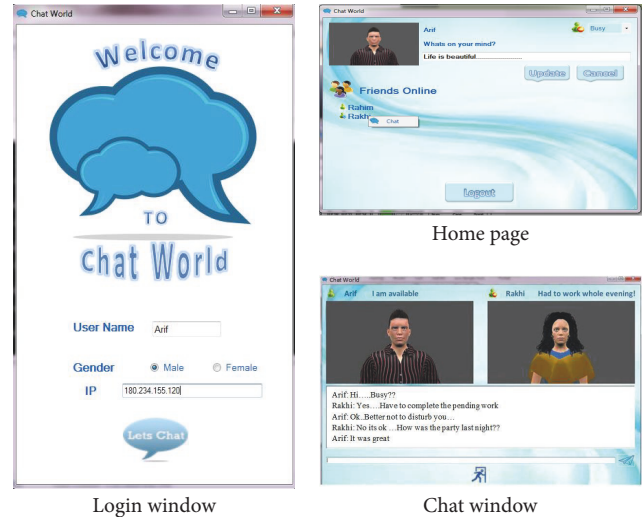 Chat World
Welcome
TO
Chat World
User Name Arif
Gender Male Female
IP 180.234.155.120
Lets Chat
Login window
Chat World
Arif Busy
Whats on your mind?
Life is beautiful
Update Cancel
Friends Online
Rahim
Rakhi
Chat
Logout
Home page
Chat World
Arif I am available Rakhi Had to work whole evening!
Arif: Hi.....Busy??
Rakhi: Yes....Have to complete the pending work
Arif: Ok..Better not to disturb you...
Rakhi: No its ok ...How was the party last night??
Arif: It was great
Chat window